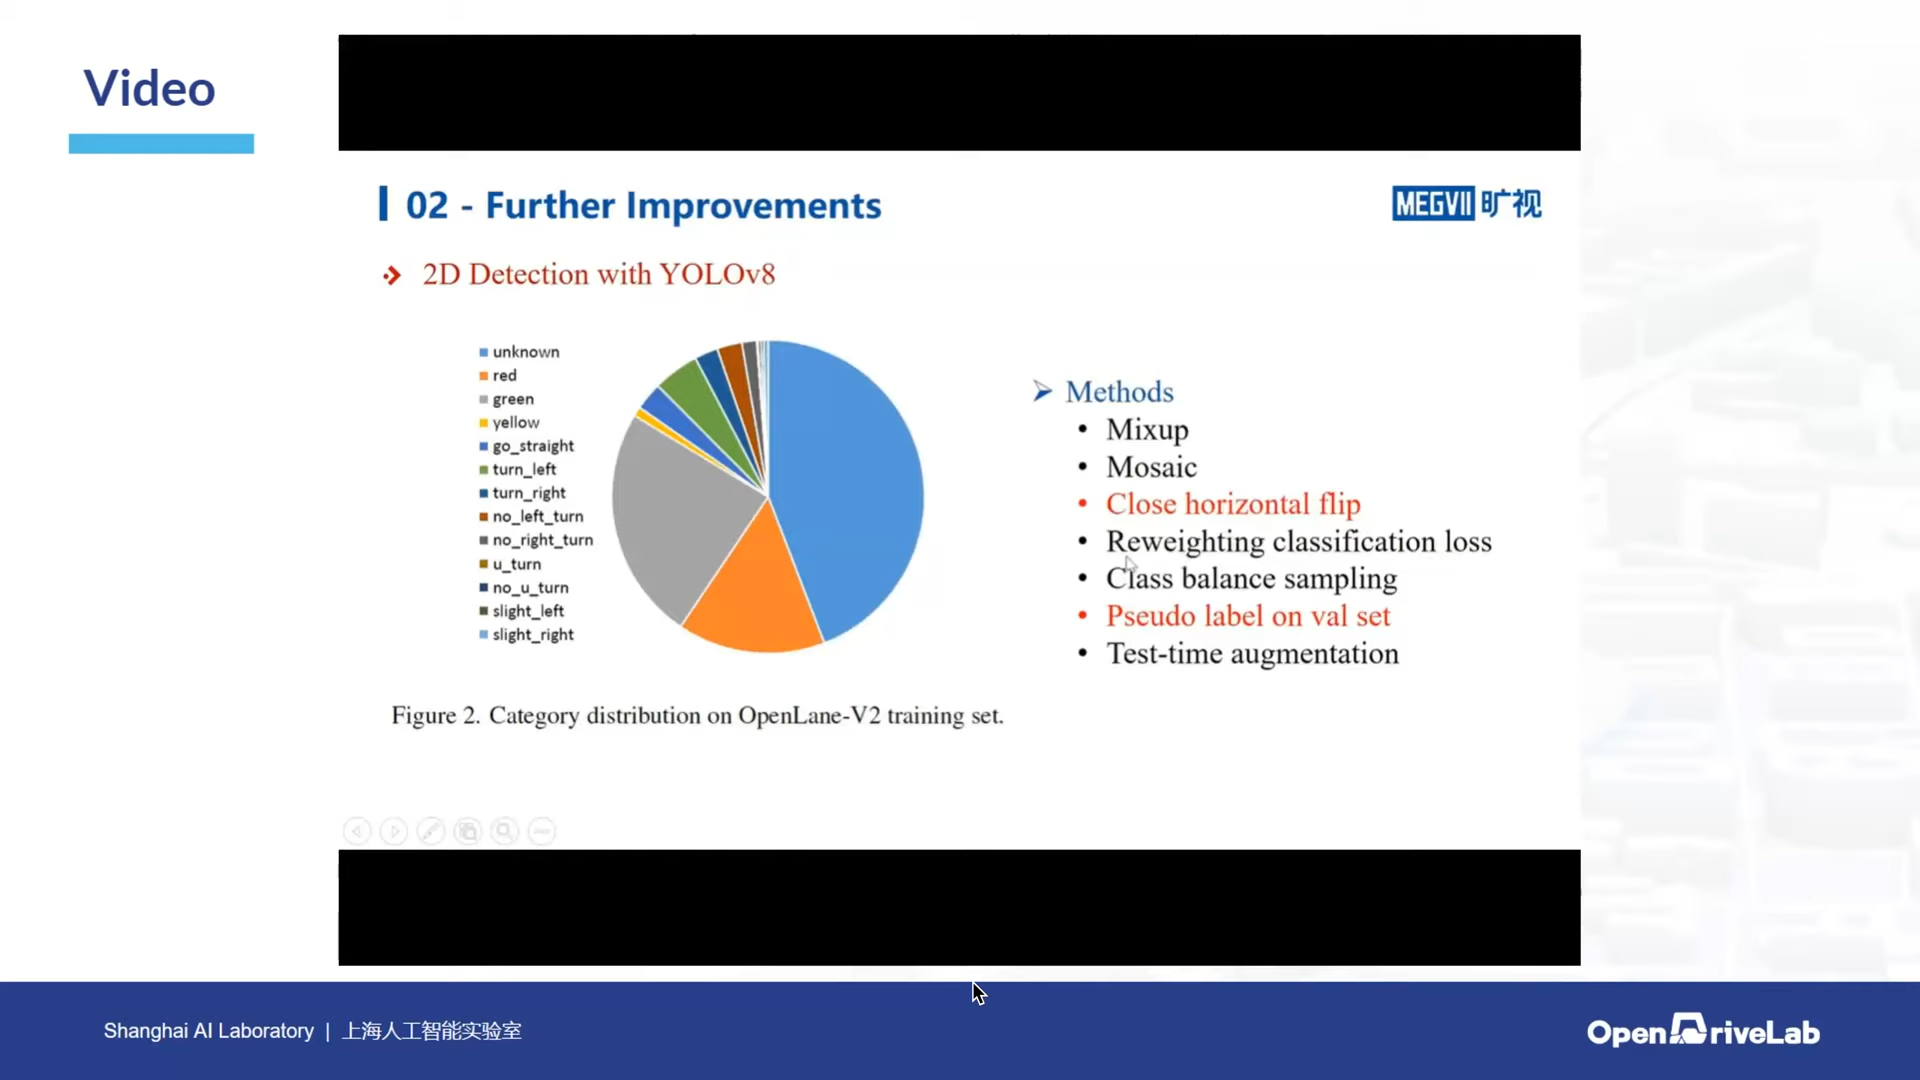 Video
02 - Further Improvements
MEGVII 旷视
2D Detection with YOLOv8
unknown
red
green
yellow
go_straight
turn_left
turn_right
no_left_turn
no_right_turn
u_turn
no_u_turn
slight_left
slight_right
Methods
• Mixup
• Mosaic
• Close horizontal flip
• Reweighting classification loss
• Class balance sampling
• Pseudo label on val set
• Test-time augmentation
Figure 2. Category distribution on OpenLane-V2 training set.
Shanghai AI Laboratory | 上海人工智能实验室
OpenDriveLab